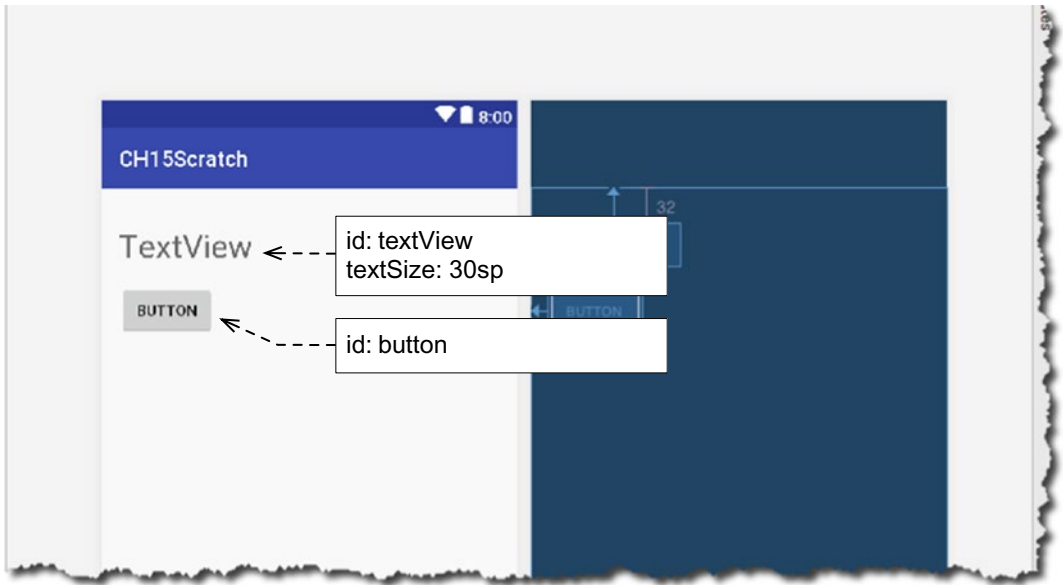 8:00
CH15Scratch
32
TextView
id: textView
textSize: 30sp
BUTTON
BUTTON
id: button